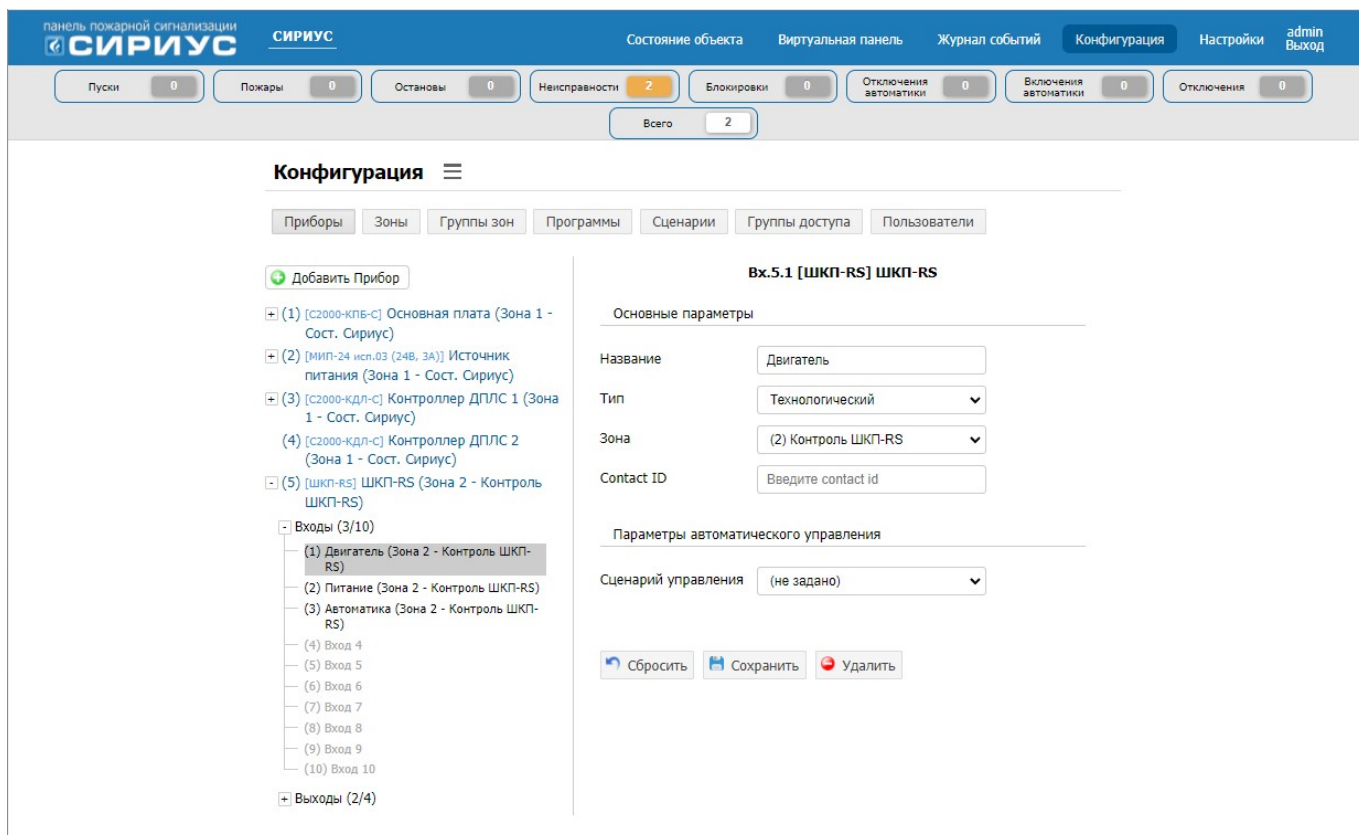 панель пожарной сигнализации
СИРИУС
СИРИУС
Состояние объекта
Виртуальная панель
Журнал событий
Конфигурация
Настройки
admin
Выход
Пуски 0
Пожары 0
Остановы 0
Неисправности 2
Блокировки 0
Отключения автоматики 0
Включения автоматики 0
Отключения 0
Всего 2
Конфигурация
Приборы
Зоны
Группы зон
Программы
Сценарии
Группы доступа
Пользователи
Добавить Прибор
(1) [С2000-КПБ-С] Основная плата (Зона 1 -
Сост. Сириус)
(2) [МИП-24 исп.03 (24В, 3А)] Источник
питания (Зона 1 - Сост. Сириус)
(3) [С2000-КДЛ-С] Контроллер ДПЛС 1 (Зона
1 - Сост. Сириус)
(4) [С2000-КДЛ-С] Контроллер ДПЛС 2
(Зона 1 - Сост. Сириус)
(5) [ШКП-RS] ШКП-RS (Зона 2 - Контроль
ШКП-RS)
Входы (3/10)
(1) Двигатель (Зона 2 - Контроль ШКП-
RS)
(2) Питание (Зона 2 - Контроль ШКП-RS)
(3) Автоматика (Зона 2 - Контроль ШКП-
RS)
(4) Вход 4
(5) Вход 5
(6) Вход 6
(7) Вход 7
(8) Вход 8
(9) Вход 9
(10) Вход 10
Выходы (2/4)
Вх.5.1 [ШКП-RS] ШКП-RS
Основные параметры
Название
Двигатель
Тип
Технологический
Зона
(2) Контроль ШКП-RS
Contact ID
Введите contact id
Параметры автоматического управления
Сценарий управления
(не задано)
Сбросить
Сохранить
Удалить